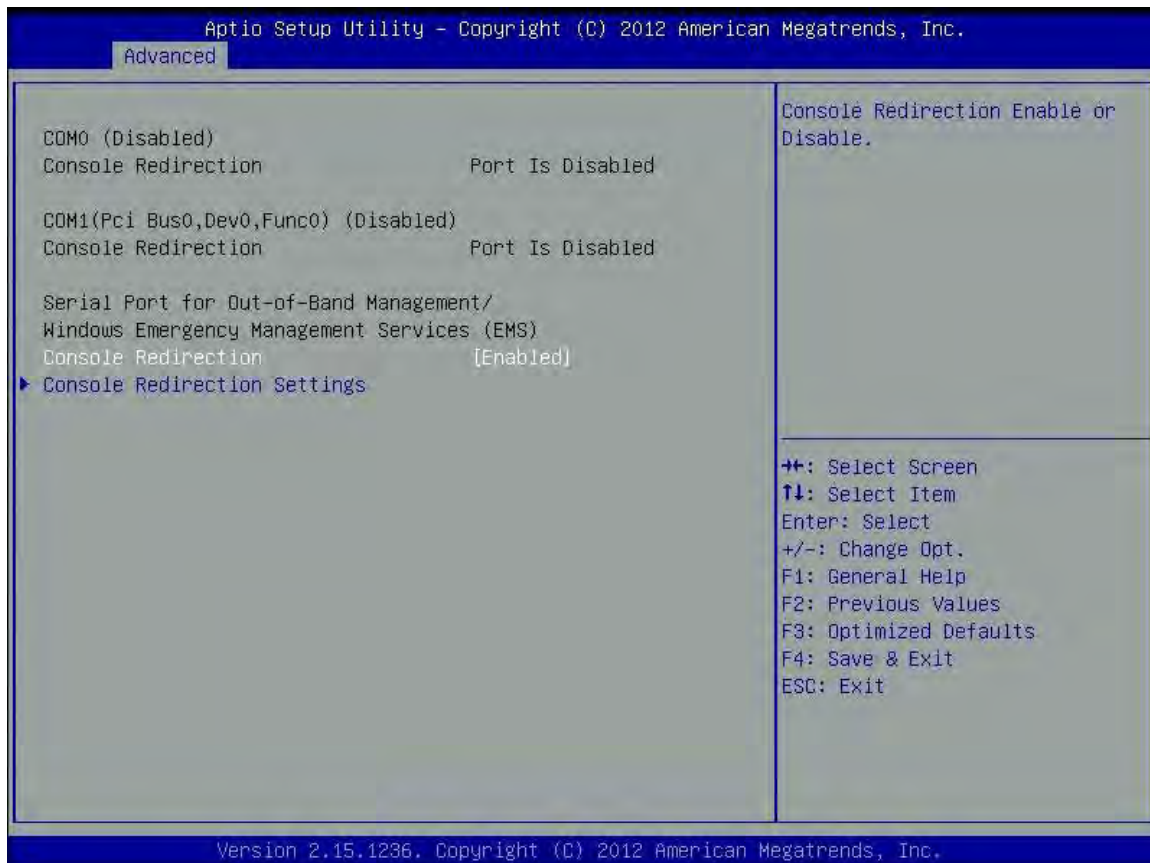 Aptio Setup Utility – Copyright (C) 2012 American Megatrends, Inc.
Advanced
COM0 (Disabled)
Console Redirection Port Is Disabled
COM1(Pci Bus0,Dev0,Func0) (Disabled)
Console Redirection Port Is Disabled
Serial Port for Out-of-Band Management/
Windows Emergency Management Services (EMS)
Console Redirection [Enabled]
▶ Console Redirection Settings
Console Redirection Enable or
Disable.
→←: Select Screen
↑↓: Select Item
Enter: Select
+/-: Change Opt.
F1: General Help
F2: Previous Values
F3: Optimized Defaults
F4: Save & Exit
ESC: Exit
Version 2.15.1236. Copyright (C) 2012 American Megatrends, Inc.